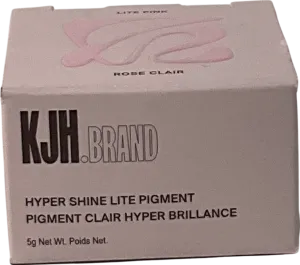 LITE PINK
ROSE CLAIR
KJH.BRAND
HYPER SHINE LITE PIGMENT
PIGMENT CLAIR HYPER BRILLANCE
5g Net Wt. Poids Net.